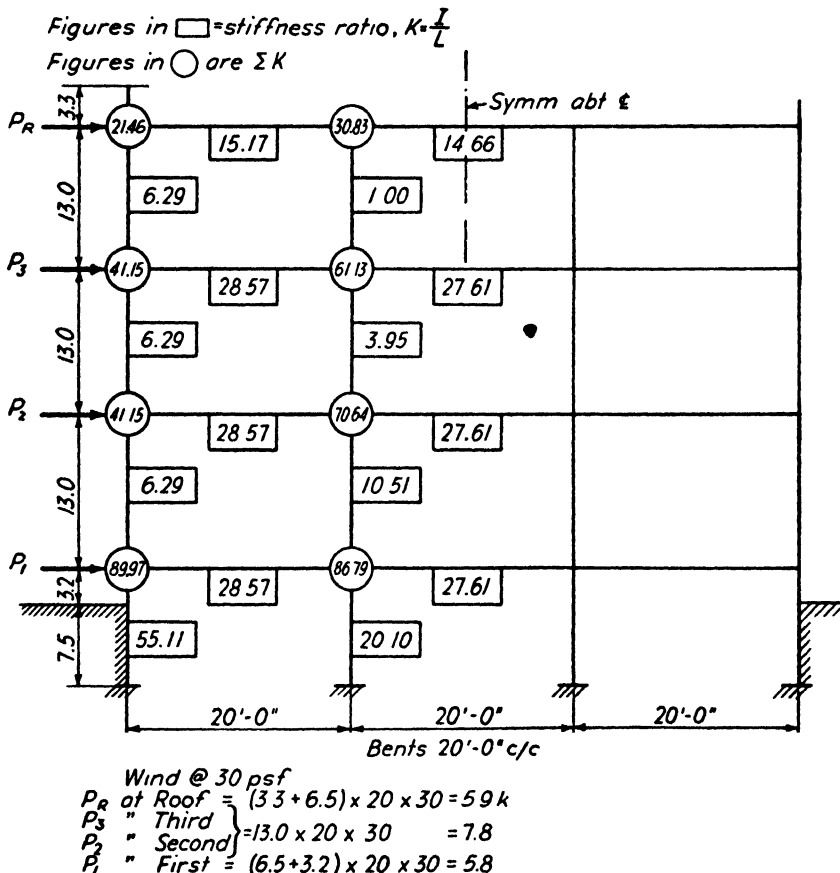 Figures in □ = stiffness ratio, K = I/L
Figures in ○ are ΣK
3.3
Symm abt ℄
P_R 21.46 30.83
15.17 14 66
13.0 6.29 1 00
P_3 41.15 61 13
28 57 27 61
13.0 6.29 3.95
P_2 41 15 70 64
28 57 27.61
13.0 6.29 10 51
P_1 89.97 86 79
3.2 28 57 27.61
7.5 55.11 20 10
20'-0" 20'-0" 20'-0"
Bents 20'-0" c/c
Wind @ 30 psf
P_R at Roof = (3 3 + 6.5) x 20 x 30 = 5 9 k
P_3 " Third
} = 13.0 x 20 x 30 = 7.8
P_2 " Second
P_1 " First = (6.5 + 3.2) x 20 x 30 = 5.8